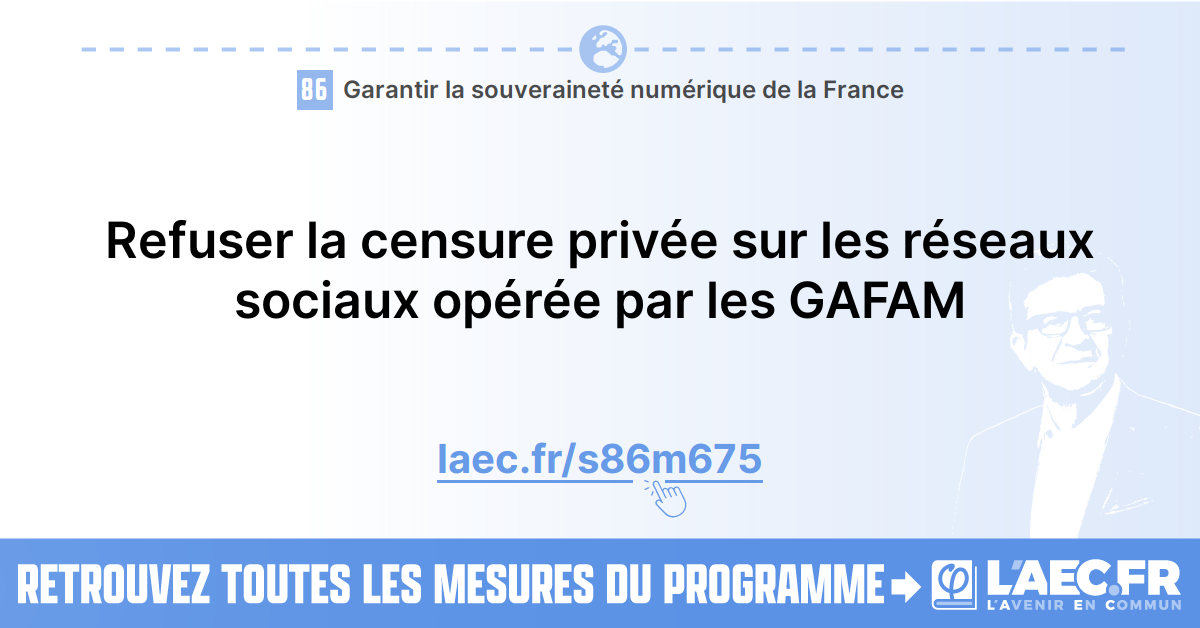 86 Garantir la souveraineté numérique de la France
Refuser la censure privée sur les réseaux
sociaux opérée par les GAFAM
laec.fr/s86m675
RETROUVEZ TOUTES LES MESURES DU PROGRAMME
L'AEC.FR
L'AVENIR EN COMMUN